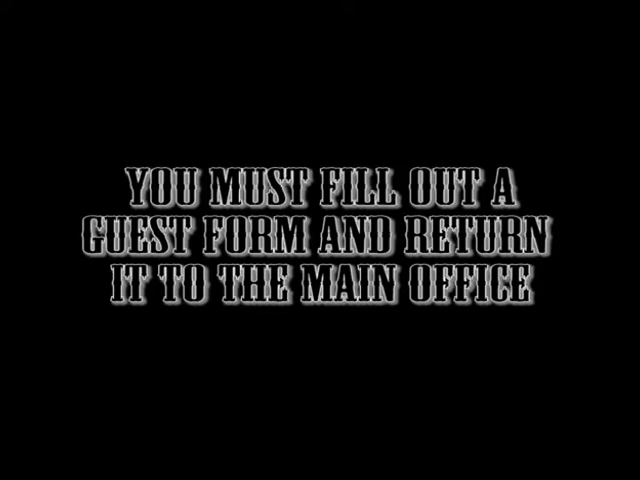 YOU MUST FILL OUT A
GUEST FORM AND RETURN
IT TO THE MAIN OFFICE